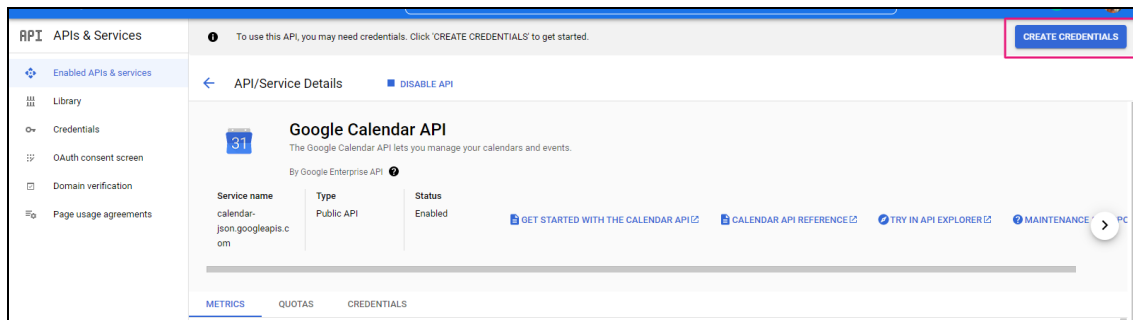 API APIs & Services
To use this API, you may need credentials. Click 'CREATE CREDENTIALS' to get started.
CREATE CREDENTIALS
Enabled APIs & services
Library
Credentials
OAuth consent screen
Domain verification
Page usage agreements
API/Service Details
DISABLE API
31
Google Calendar API
The Google Calendar API lets you manage your calendars and events.
By Google Enterprise API
Service name
Type
Status
calendar-
json.googleapis.c
om
Public API
Enabled
GET STARTED WITH THE CALENDAR API
CALENDAR API REFERENCE
TRY IN API EXPLORER
MAINTENANCE
METRICS QUOTAS CREDENTIALS